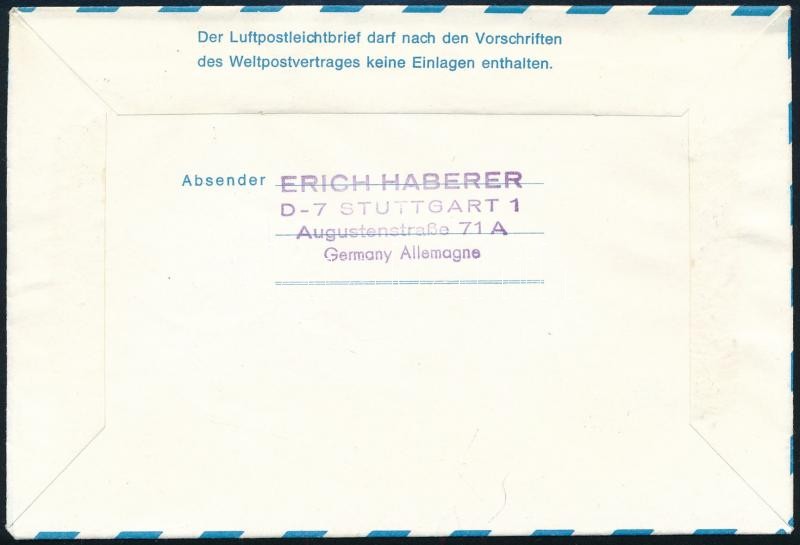 Der Luftpostleichtbrief darf nach den Vorschriften
des Weltpostvertrages keine Einlagen enthalten.
Absender ERICH HABERER
D-7 STUTTGART 1
Augustenstraße 71 A
Germany Allemagne